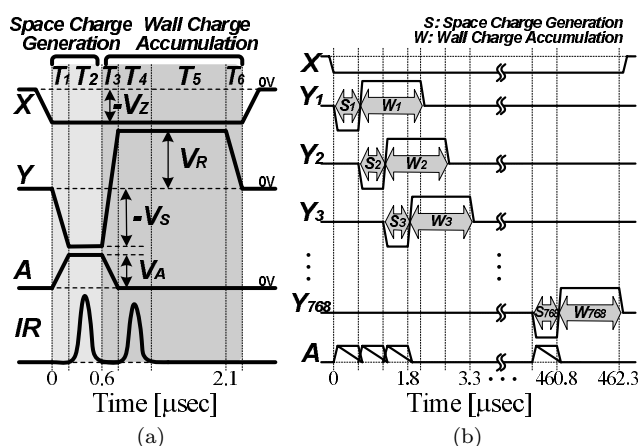 Space Charge Generation
Wall Charge Accumulation
T1 T2 T3 T4 T5 T6
X
-VZ
0V
Y
VR
0V
-VS
A
VA
0V
IR
0 0.6 2.1
Time [μsec]
(a)
S: Space Charge Generation
W: Wall Charge Accumulation
X
Y1
S1 W1
Y2
S2 W2
Y3
S3 W3
Y768
S768 W768
A
0 1.8 3.3 460.8 462.3
Time [μsec]
(b)